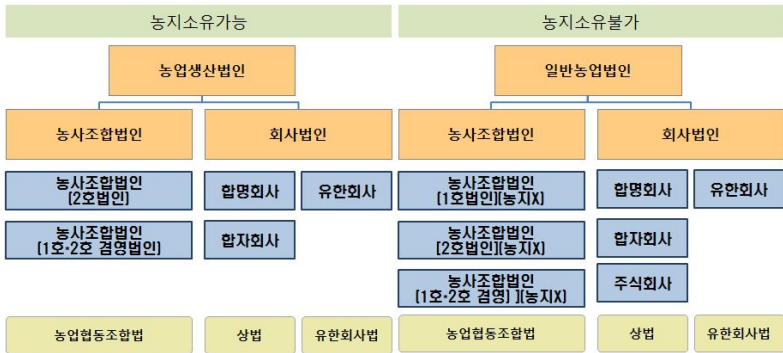 농지소유가능
농지소유불가
농업생산법인
일반농업법인
농사조합법인
회사법인
농사조합법인
회사법인
농사조합법인
[2호법인]
합명회사
유한회사
농사조합법인
[1호법인](농지X)
합명회사
유한회사
농사조합법인
[1호·2호 겸영법인]
합자회사
농사조합법인
[2호법인](농지X)
합자회사
농사조합법인
[1호·2호 겸영] ](농지X)
주식회사
농업협동조합법
상법
유한회사법
농업협동조합법
상법
유한회사법